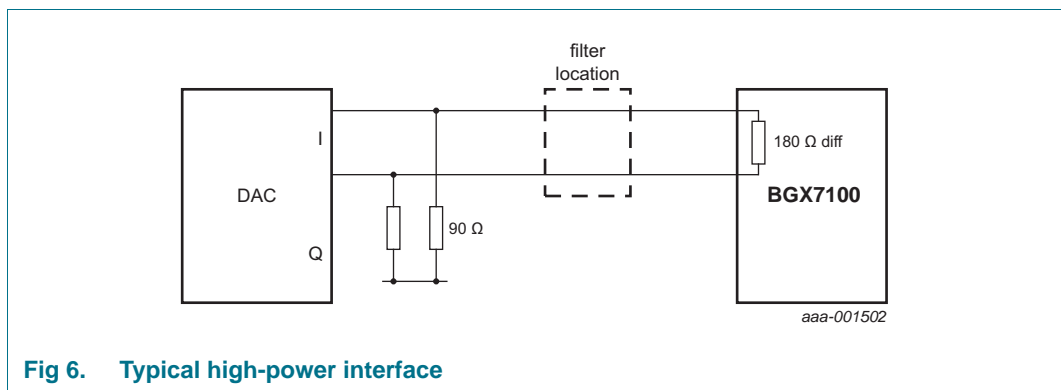 filter
location
I
180 Ω diff
DAC
BGX7100
90 Ω
Q
aaa-001502
Fig 6. Typical high-power interface